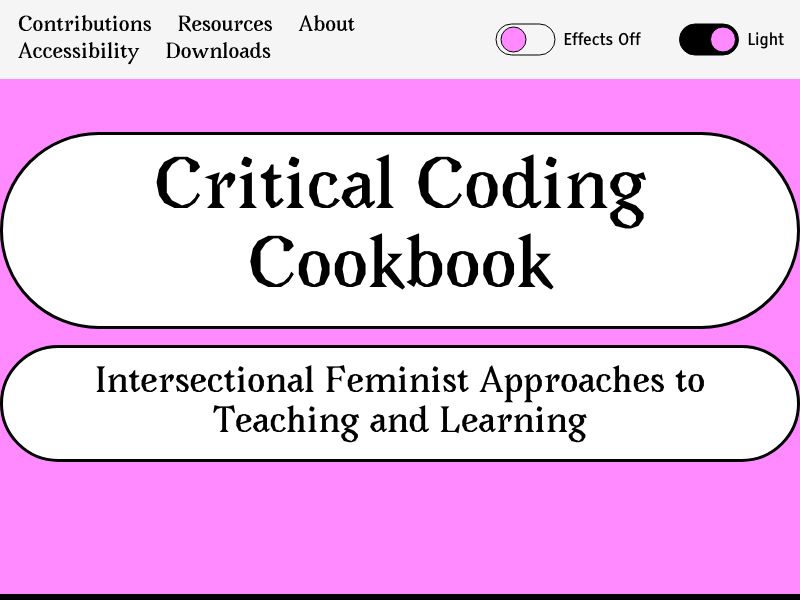 Contributions Resources About
Accessibility Downloads
Effects Off
Light
Critical Coding
Cookbook
Intersectional Feminist Approaches to
Teaching and Learning